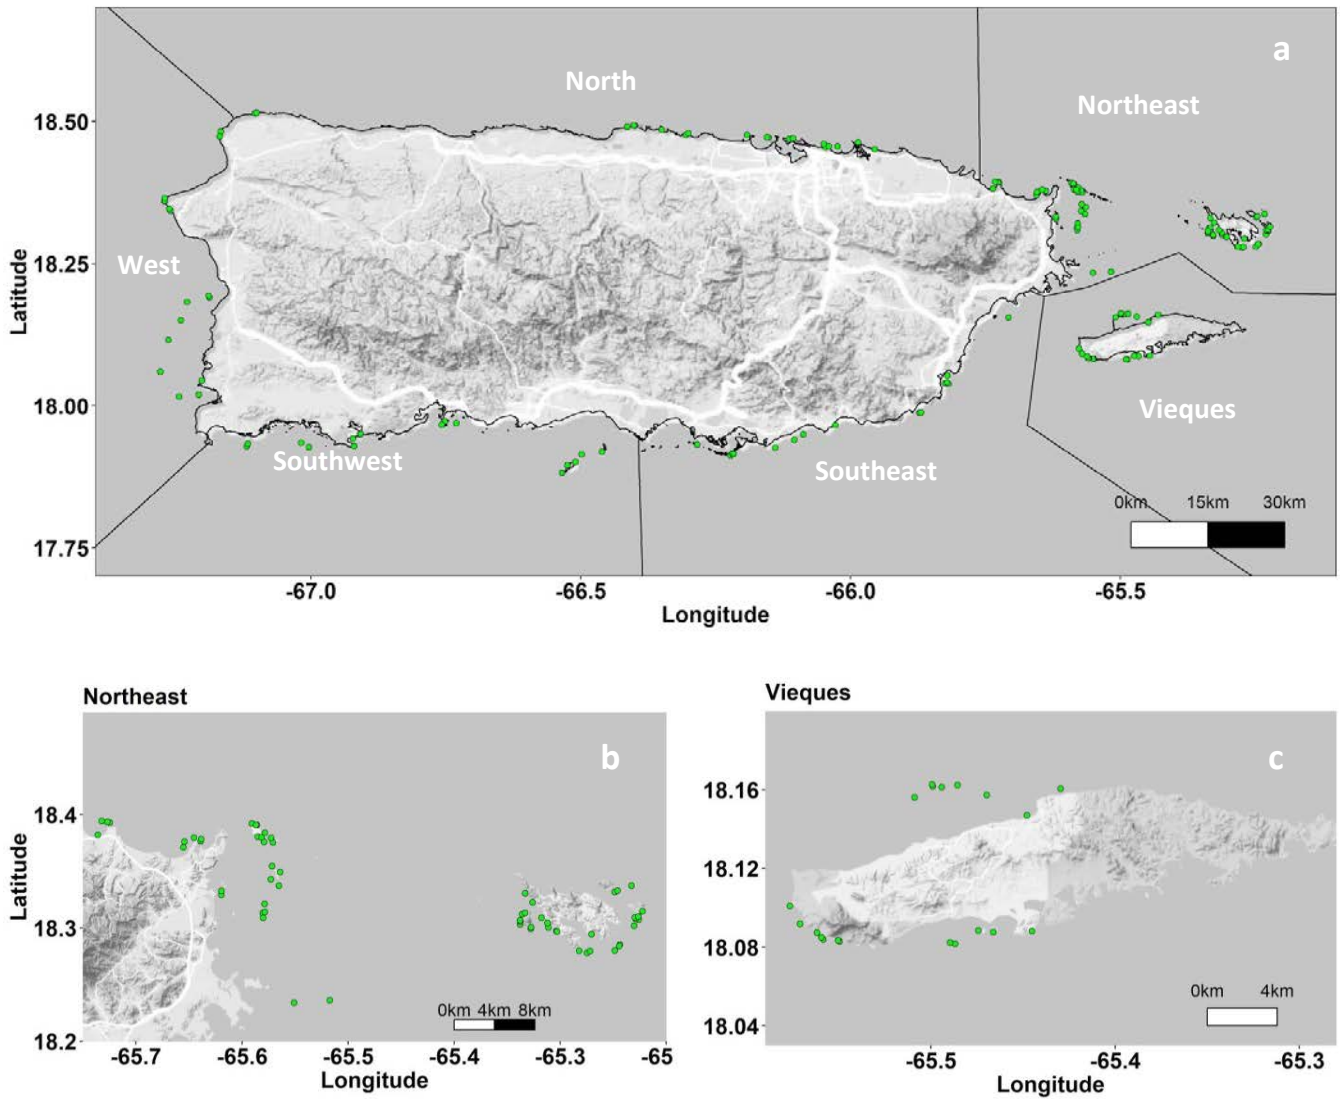 a
North
Northeast
18.50
West
18.25
Latitude
18.00
Vieques
Southwest
Southeast
0km 15km 30km
17.75
-67.0 -66.5 -66.0 -65.5
Longitude
Northeast
b
18.4
Latitude
18.3
0km 4km 8km
18.2
-65.7 -65.6 -65.5 -65.4 -65.3 -65
Longitude
Vieques
c
18.16
18.12
18.08
0km 4km
18.04
-65.5 -65.4 -65.3
Longitude